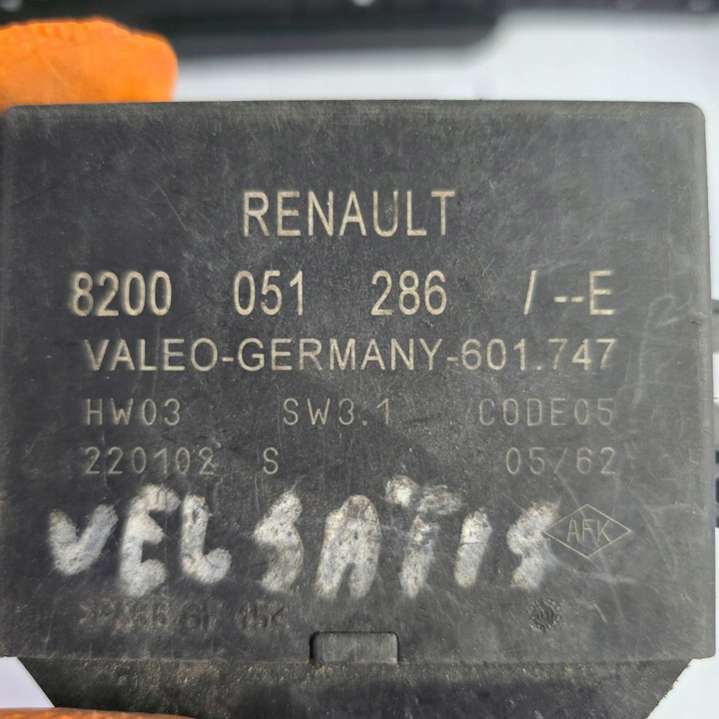 RENAULT
8200 051 286 / --E
VALEO-GERMANY-601.747
HW03 SW3.1 CODE05
220102 S 05/62
VELSATIS
AFK